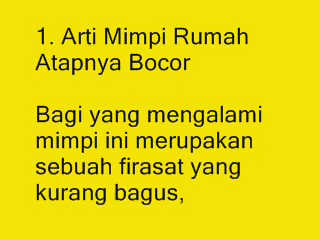 1. Arti Mimpi Rumah
Atapnya Bocor
Bagi yang mengalami
mimpi ini merupakan
sebuah firasat yang
kurang bagus,